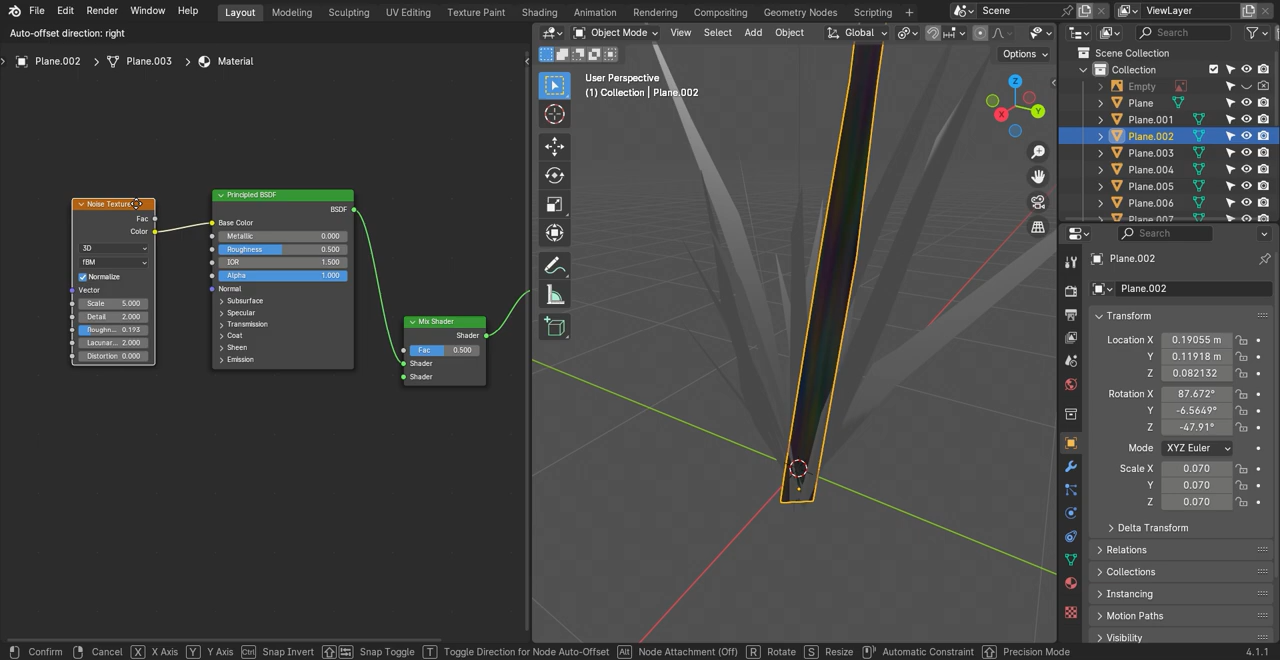 File Edit Render Window Help Layout Modeling Sculpting UV Editing Texture Paint Shading Animation Rendering Compositing Geometry Nodes Scripting + Scene ViewLayer
Auto-offset direction: right
Object Mode View Select Add Object Global
Search
Options
Plane.002 > Plane.003 > Material
User Perspective
(1) Collection | Plane.002
Z
Y
X
Scene Collection
Collection
Empty
Plane
Plane.001
Plane.002
Plane.003
Plane.004
Plane.005
Plane.006
Plane.007
Noise Texture
Fac
Color
3D
fBM
Normalize
Vector
Scale 5.000
Detail 2.000
Roughn... 0.193
Lacunar... 2.000
Distortion 0.000
Principled BSDF
BSDF
Base Color
Metallic 0.000
Roughness 0.500
IOR 1.500
Alpha 1.000
Normal
Subsurface
Specular
Transmission
Coat
Sheen
Emission
Mix Shader
Shader
Fac 0.500
Shader
Shader
Search
Plane.002
Plane.002
Transform
Location X 0.19055 m
Y 0.11918 m
Z 0.082132
Rotation X 87.672°
Y -6.5649°
Z -47.91°
Mode XYZ Euler
Scale X 0.070
Y 0.070
Z 0.070
Delta Transform
Relations
Collections
Instancing
Motion Paths
Visibility
Confirm Cancel X X Axis Y Y Axis Ctrl Snap Invert Snap Toggle T Toggle Direction for Node Auto-Offset Alt Node Attachment (Off) R Rotate S Resize Automatic Constraint Precision Mode 4.1.1